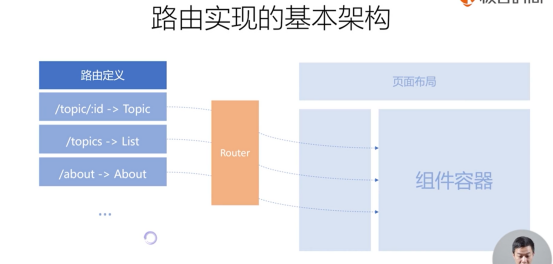 路由实现的基本架构
路由定义
/topic/:id -> Topic
/topics -> List
/about -> About
...
Router
页面布局
组件容器